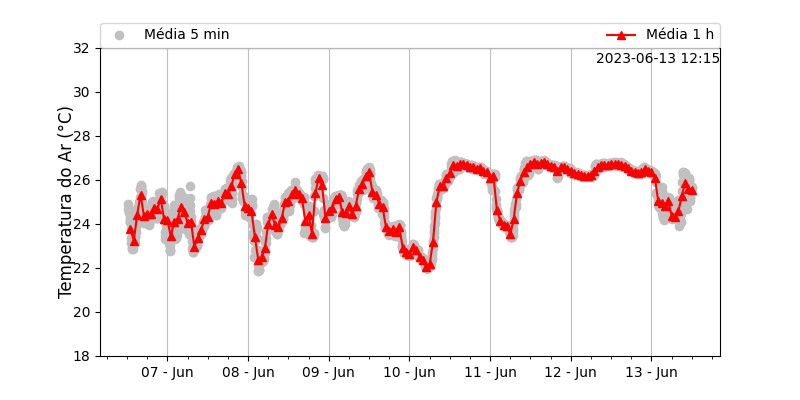 Média 5 min
Média 1 h
2023-06-13 12:15
Temperatura do Ar (°C)
32
30
28
26
24
22
20
18
07 - Jun
08 - Jun
09 - Jun
10 - Jun
11 - Jun
12 - Jun
13 - Jun